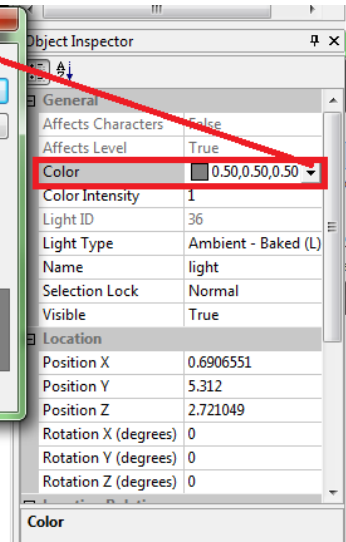 Object Inspector
General
Affects Characters False
Affects Level True
Color 0.50,0.50,0.50
Color Intensity 1
Light ID 36
Light Type Ambient - Baked (L)
Name light
Selection Lock Normal
Visible True
Location
Position X 0.6906551
Position Y 5.312
Position Z 2.721049
Rotation X (degrees) 0
Rotation Y (degrees) 0
Rotation Z (degrees) 0
Color